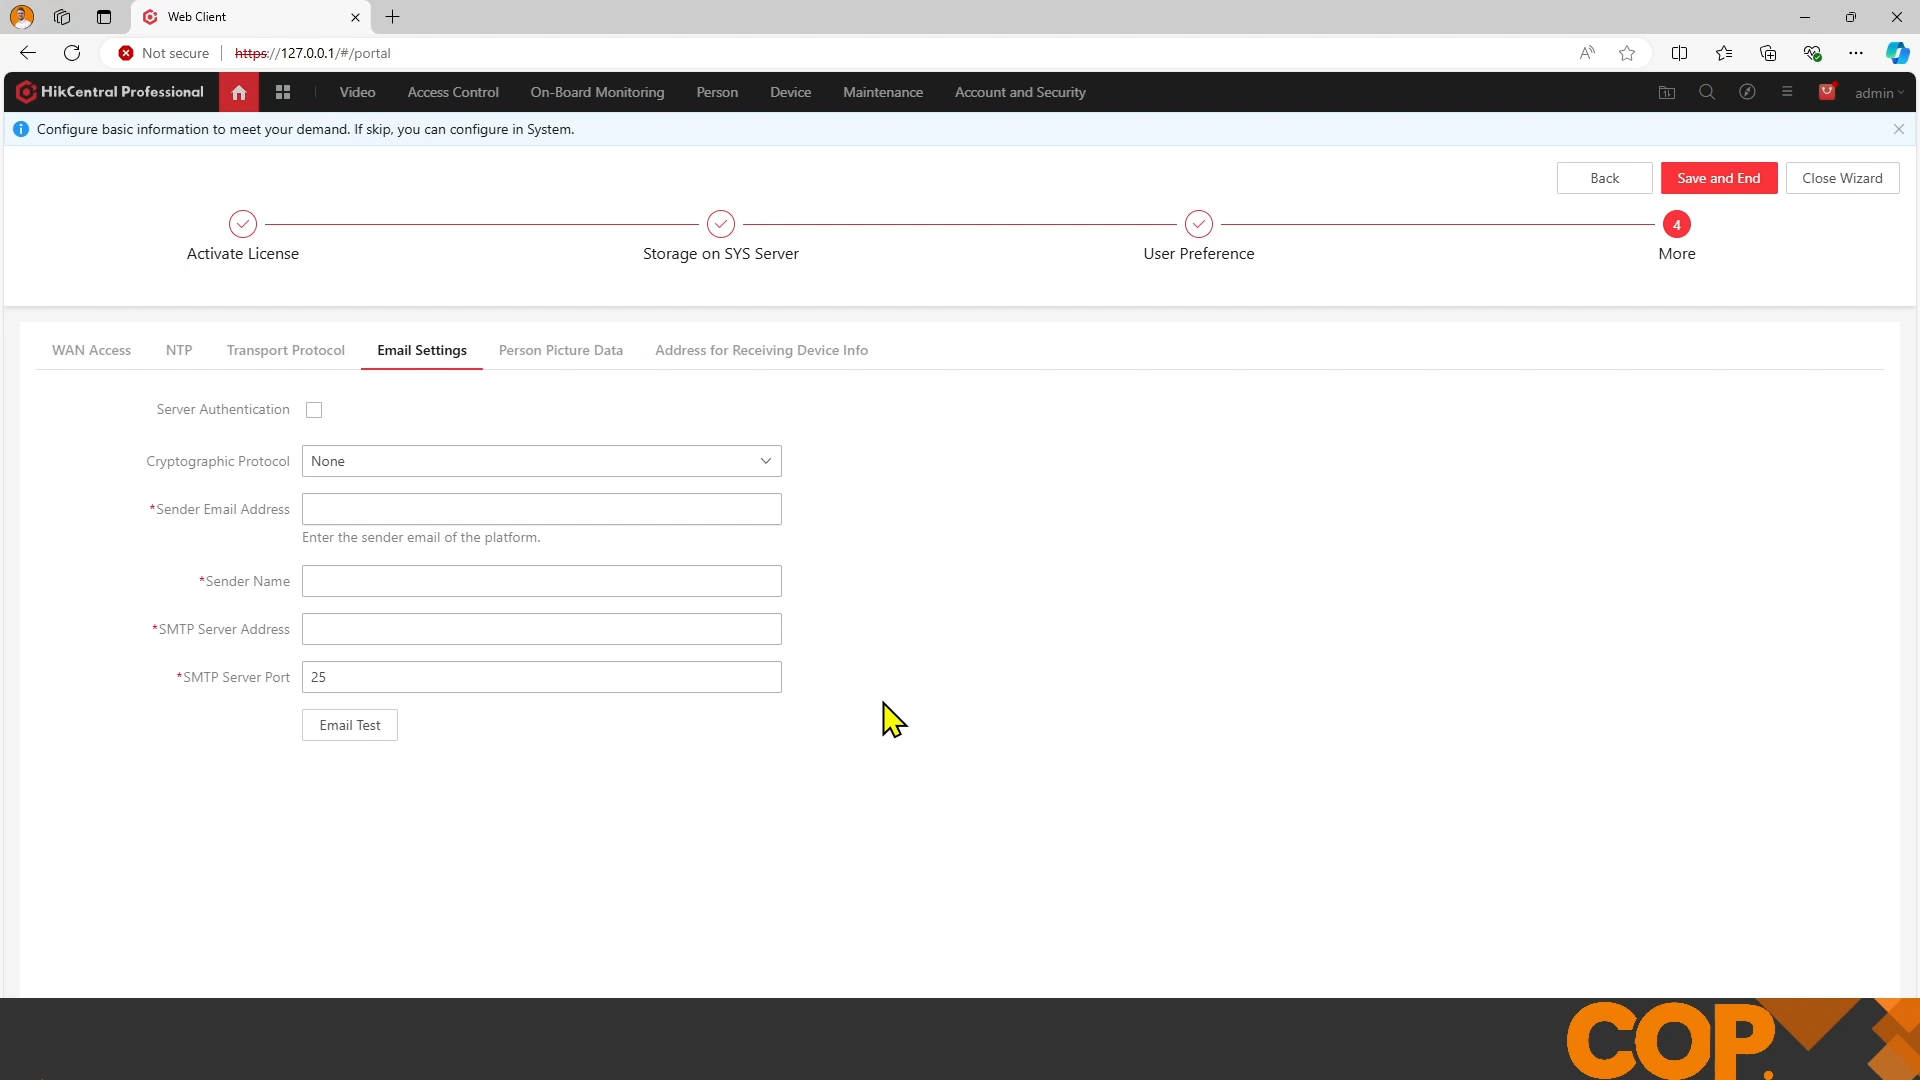 Web Client
Not secure https://127.0.0.1/#/portal
HikCentral Professional Video Access Control On-Board Monitoring Person Device Maintenance Account and Security admin
Configure basic information to meet your demand. If skip, you can configure in System.
Back Save and End Close Wizard
4
Activate License Storage on SYS Server User Preference More
WAN Access NTP Transport Protocol Email Settings Person Picture Data Address for Receiving Device Info
Server Authentication
Cryptographic Protocol None
*Sender Email Address
Enter the sender email of the platform.
*Sender Name
*SMTP Server Address
*SMTP Server Port 25
Email Test
COP.